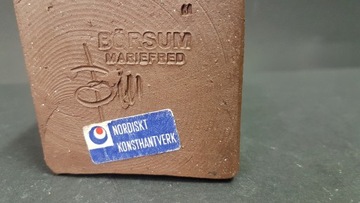 M
BÖRSUM
MARIEFRED
NORDISKT
KONSTHANTVERK